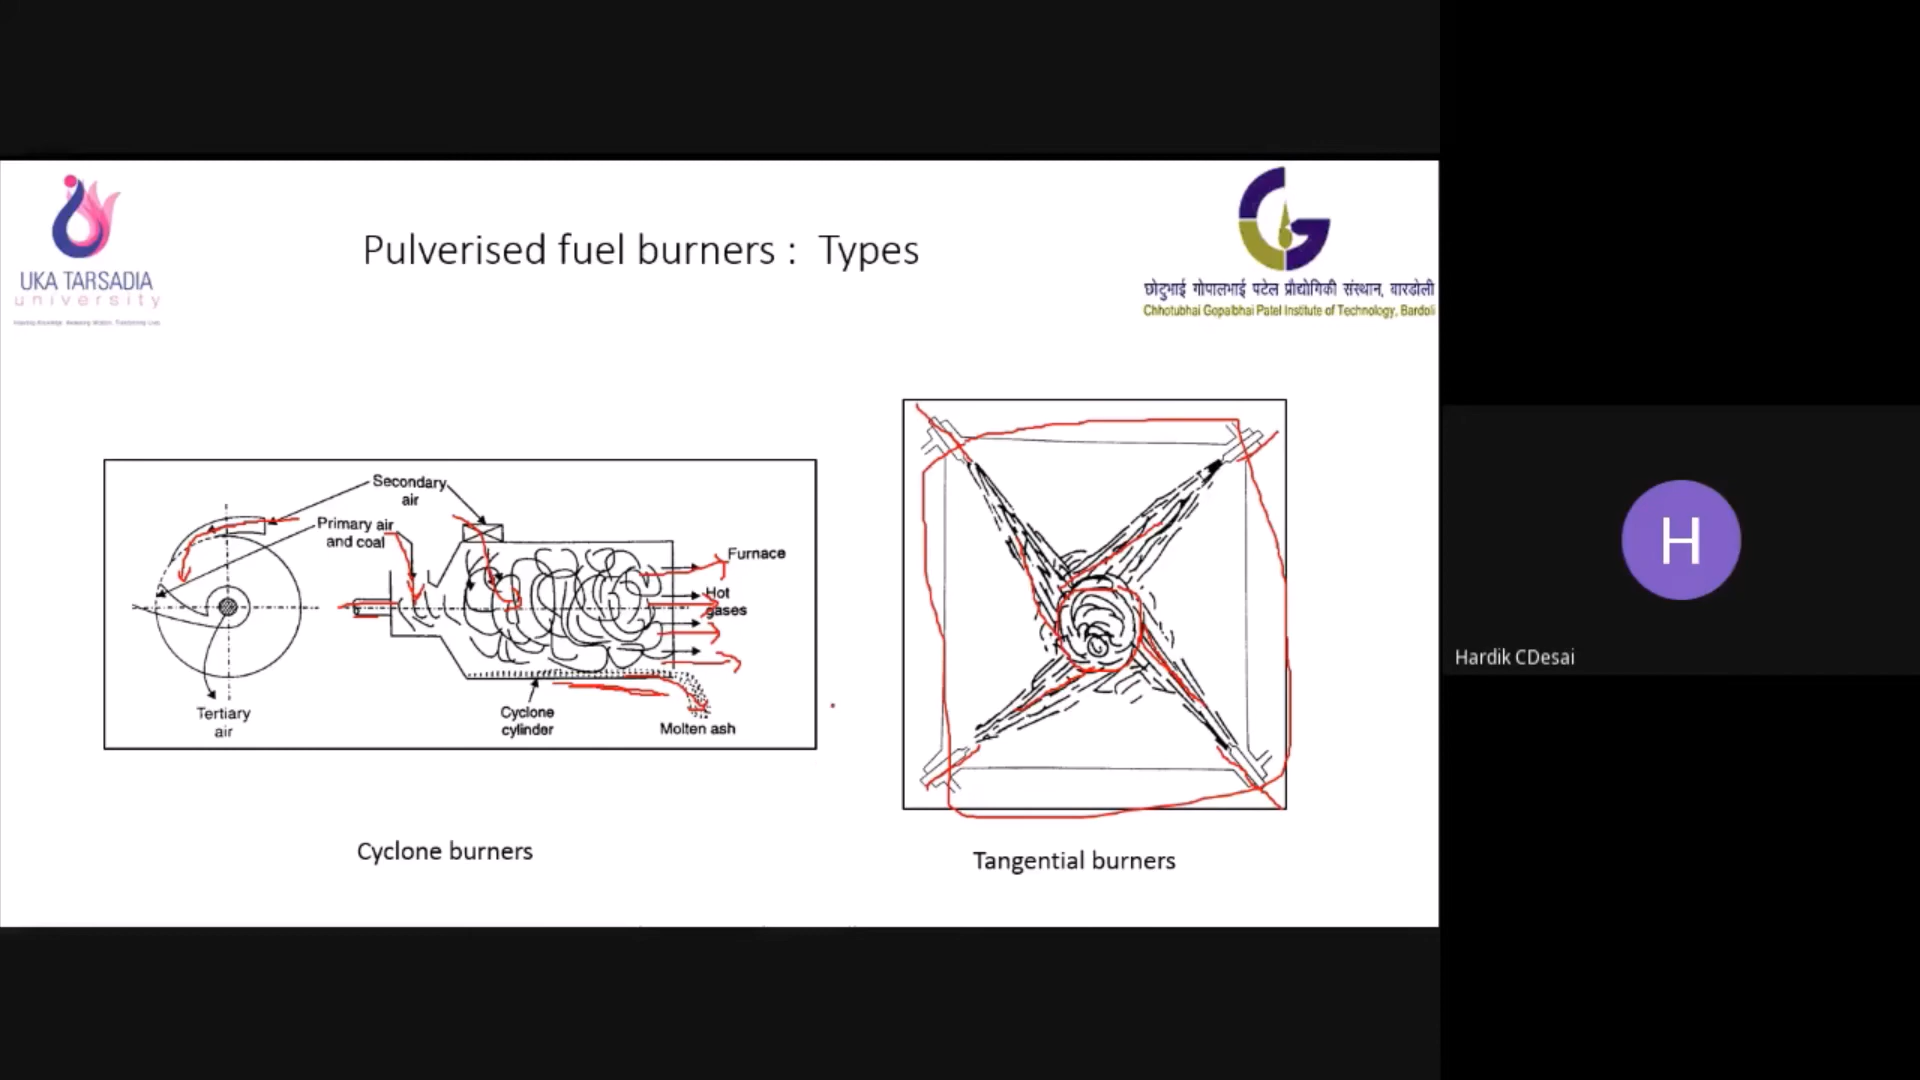 UKA TARSADIA
university
Pulverised fuel burners : Types
छोटुभाई गोपालभाई पटेल प्रौद्योगिकी संस्थान, बारडोली
Chhotubhai Gopalbhai Patel Institute of Technology, Bardoli
Secondary
air
Primary air
and coal
Furnace
Hot
gases
Tertiary
air
Cyclone
cylinder
Molten ash
Cyclone burners
Tangential burners
H
Hardik CDesai